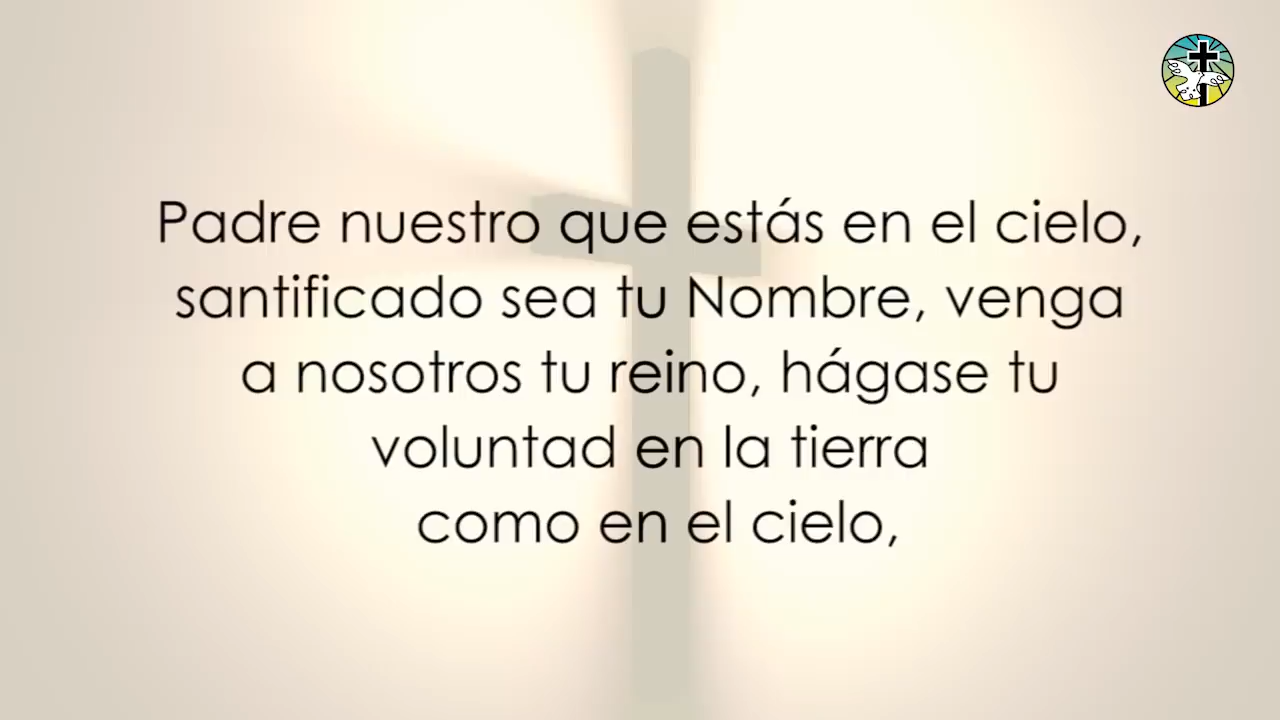 Padre nuestro que estás en el cielo,
santificado sea tu Nombre, venga
a nosotros tu reino, hágase tu
voluntad en la tierra
como en el cielo,